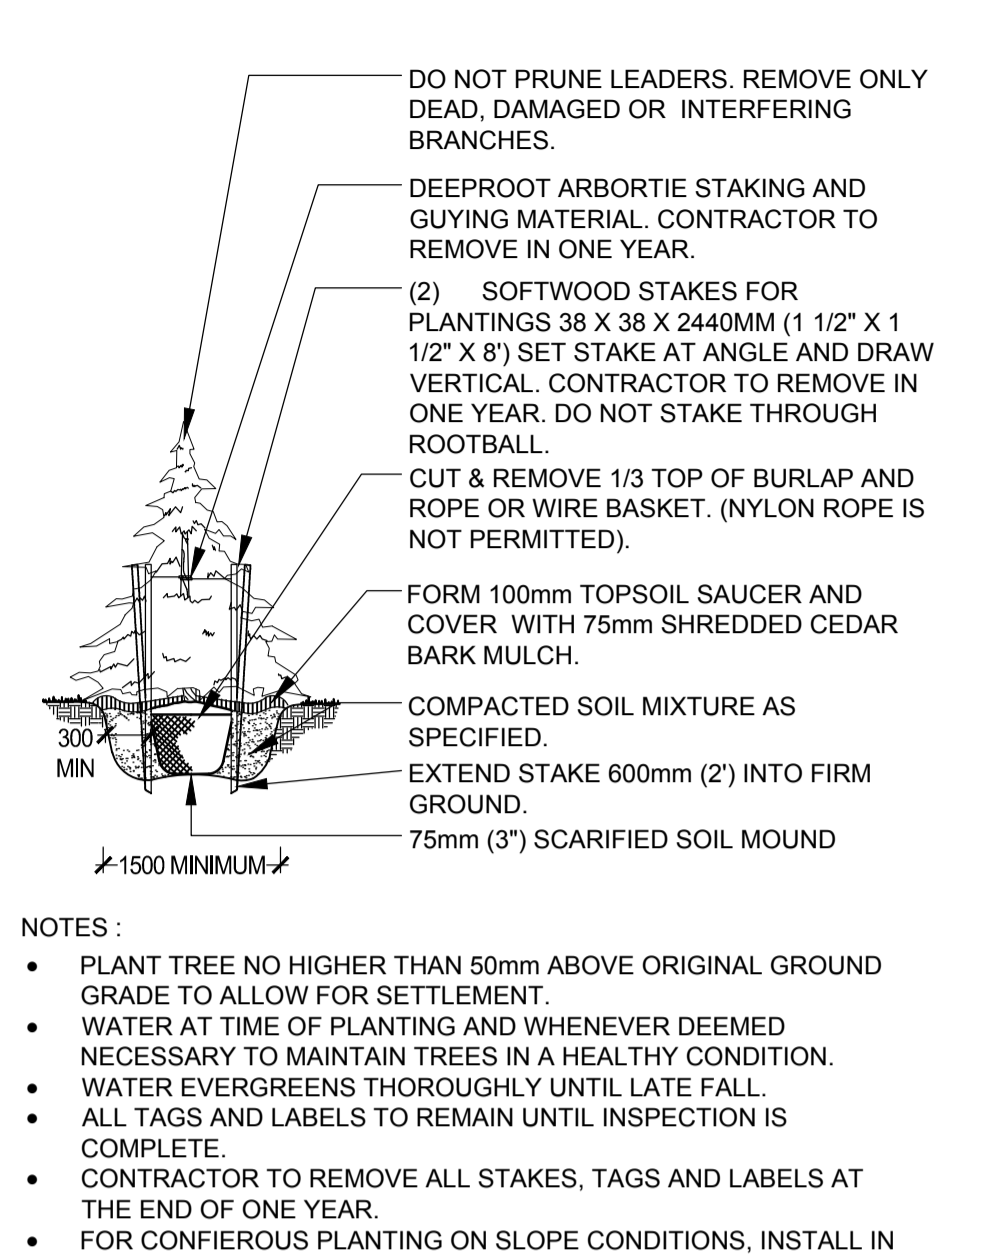 DO NOT PRUNE LEADERS. REMOVE ONLY
DEAD, DAMAGED OR INTERFERING
BRANCHES.
DEEPROOT ARBORTIE STAKING AND
GUYING MATERIAL. CONTRACTOR TO
REMOVE IN ONE YEAR.
(2) SOFTWOOD STAKES FOR
PLANTINGS 38 X 38 X 2440MM (1 1/2" X 1
1/2" X 8') SET STAKE AT ANGLE AND DRAW
VERTICAL. CONTRACTOR TO REMOVE IN
ONE YEAR. DO NOT STAKE THROUGH
ROOTBALL.
CUT & REMOVE 1/3 TOP OF BURLAP AND
ROPE OR WIRE BASKET. (NYLON ROPE IS
NOT PERMITTED).
FORM 100mm TOPSOIL SAUCER AND
COVER WITH 75mm SHREDDED CEDAR
BARK MULCH.
COMPACTED SOIL MIXTURE AS
SPECIFIED.
EXTEND STAKE 600mm (2') INTO FIRM
GROUND.
75mm (3") SCARIFIED SOIL MOUND
300
MIN
1500 MINIMUM
NOTES :
• PLANT TREE NO HIGHER THAN 50mm ABOVE ORIGINAL GROUND
GRADE TO ALLOW FOR SETTLEMENT.
• WATER AT TIME OF PLANTING AND WHENEVER DEEMED
NECESSARY TO MAINTAIN TREES IN A HEALTHY CONDITION.
• WATER EVERGREENS THOROUGHLY UNTIL LATE FALL.
• ALL TAGS AND LABELS TO REMAIN UNTIL INSPECTION IS
COMPLETE.
• CONTRACTOR TO REMOVE ALL STAKES, TAGS AND LABELS AT
THE END OF ONE YEAR.
• FOR CONFIEROUS PLANTING ON SLOPE CONDITIONS, INSTALL IN